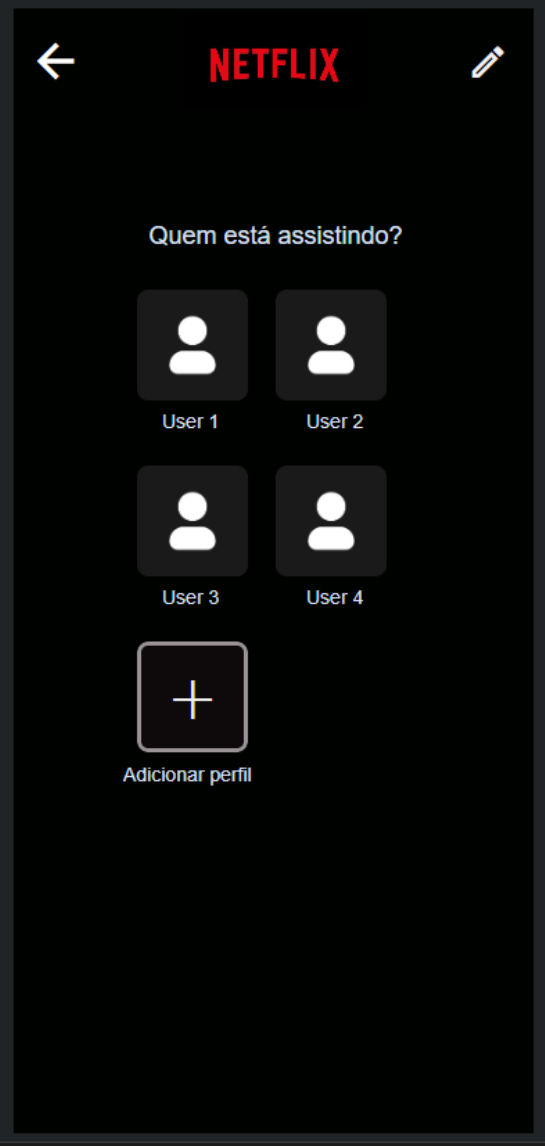 NETFLIX
Quem está assistindo?
User 1
User 2
User 3
User 4
Adicionar perfil